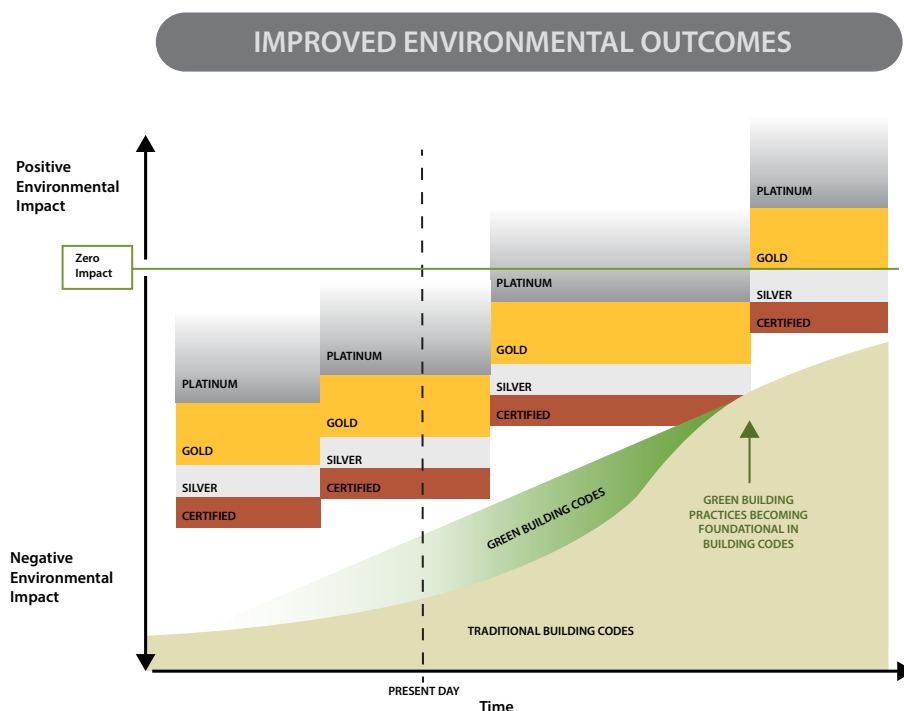 IMPROVED ENVIRONMENTAL OUTCOMES
Positive
Environmental
Impact
Zero
Impact
Negative
Environmental
Impact
PLATINUM
GOLD
SILVER
CERTIFIED
PLATINUM
GOLD
SILVER
CERTIFIED
PLATINUM
GOLD
SILVER
CERTIFIED
PLATINUM
GOLD
SILVER
CERTIFIED
GREEN BUILDING CODES
GREEN BUILDING
PRACTICES BECOMING
FOUNDATIONAL IN
BUILDING CODES
TRADITIONAL BUILDING CODES
PRESENT DAY
Time